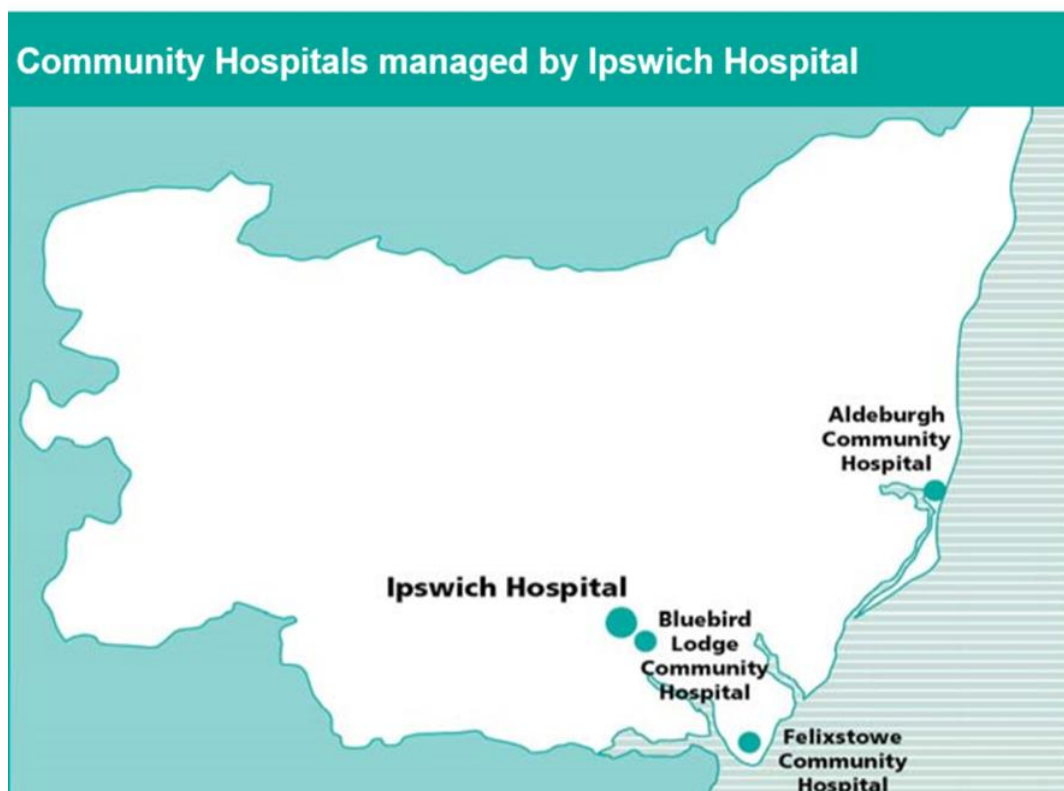 Community Hospitals managed by Ipswich Hospital
Aldeburgh
Community
Hospital
Ipswich Hospital
Bluebird
Lodge
Community
Hospital
Felixstowe
Community
Hospital